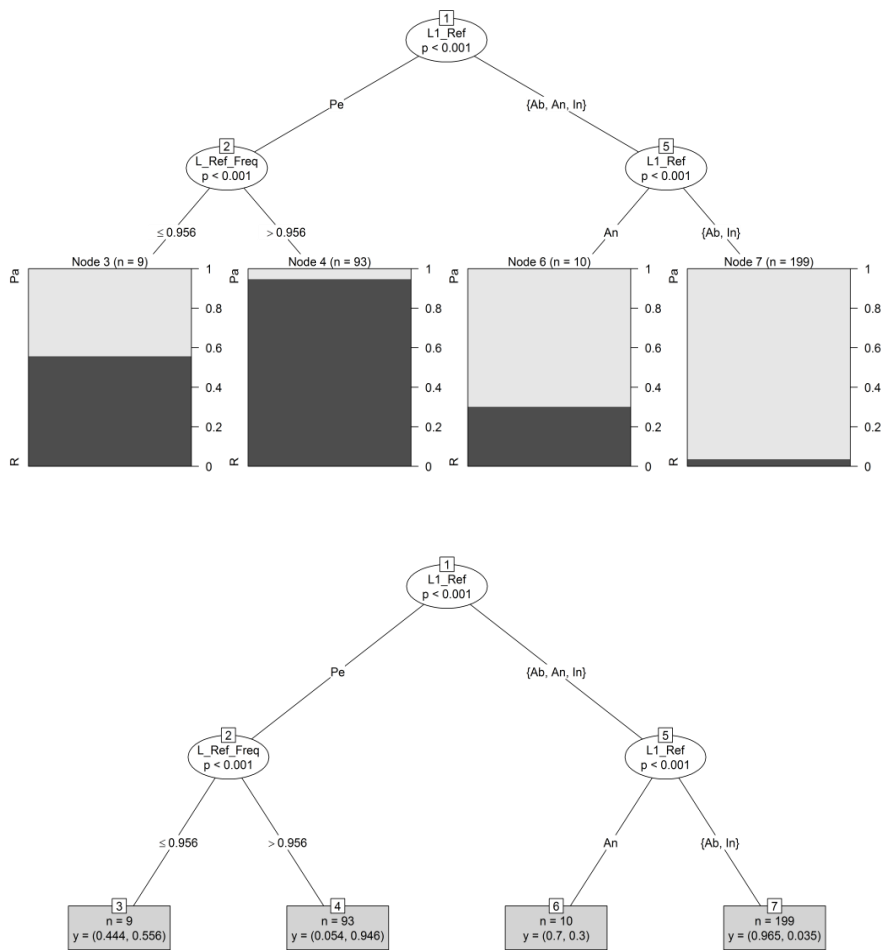 1
L1_Ref
p < 0.001
Pe
{Ab, An, In}
2
L_Ref_Freq
p < 0.001
5
L1_Ref
p < 0.001
≤ 0.956
> 0.956
An
{Ab, In}
Node 3 (n = 9)
Pa
R
1
0.8
0.6
0.4
0.2
0
Node 4 (n = 93)
Pa
R
1
0.8
0.6
0.4
0.2
0
Node 6 (n = 10)
Pa
R
1
0.8
0.6
0.4
0.2
0
Node 7 (n = 199)
Pa
R
1
0.8
0.6
0.4
0.2
0
1
L1_Ref
p < 0.001
Pe
{Ab, An, In}
2
L_Ref_Freq
p < 0.001
5
L1_Ref
p < 0.001
≤ 0.956
> 0.956
An
{Ab, In}
3
n = 9
y = (0.444, 0.556)
4
n = 93
y = (0.054, 0.946)
6
n = 10
y = (0.7, 0.3)
7
n = 199
y = (0.965, 0.035)